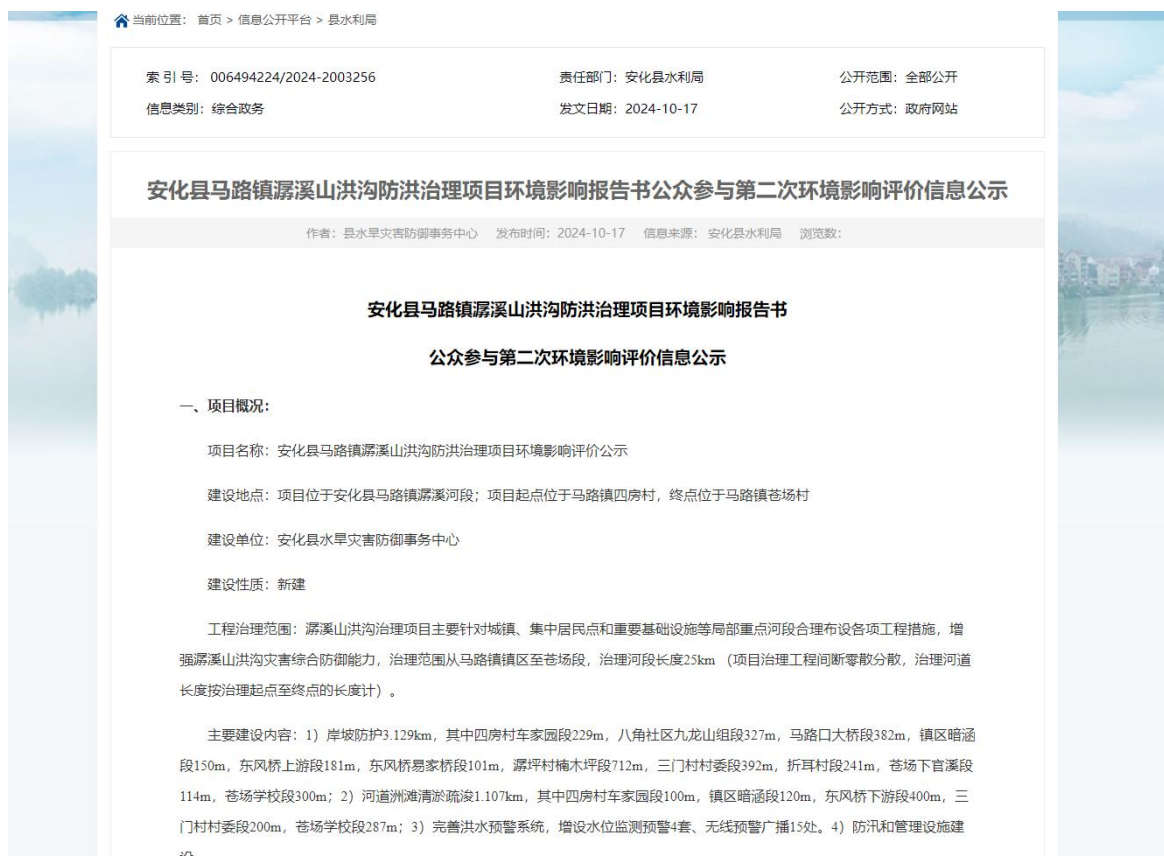 当前位置： 首页 > 信息公开平台 > 县水利局
索 引 号： 006494224/2024-2003256 责任部门：安化县水利局 公开范围：全部公开
信息类别：综合政务 发文日期：2024-10-17 公开方式：政府网站
安化县马路镇潺溪山洪沟防洪治理项目环境影响报告书公众参与第二次环境影响评价信息公示
作者：县水旱灾害防御事务中心 发布时间：2024-10-17 信息来源： 安化县水利局 浏览数：
安化县马路镇潺溪山洪沟防洪治理项目环境影响报告书
公众参与第二次环境影响评价信息公示
一、项目概况：
项目名称：安化县马路镇潺溪山洪沟防洪治理项目环境影响评价公示
建设地点：项目位于安化县马路镇潺溪河段；项目起点位于马路镇四房村，终点位于马路镇苍场村
建设单位：安化县水旱灾害防御事务中心
建设性质：新建
工程治理范围：潺溪山洪沟治理项目主要针对城镇、集中居民点和重要基础设施等局部重点河段合理布设各项工程措施，增
强潺溪山洪沟灾害综合防御能力，治理范围从马路镇镇区至苍场段，治理河段长度25km （项目治理工程间断零散分散，治理河道
长度按治理起点至终点的长度计）。
主要建设内容：1）岸坡防护3.129km，其中四房村车家园段229m，八角社区九龙山组段327m，马路口大桥段382m，镇区暗涵
段150m，东风桥上游段181m，东风桥易家桥段101m，潺坪村楠木坪段712m，三门村村委段392m，折耳村段241m，苍场下官溪段
114m，苍场学校段300m；2）河道洲滩清淤疏浚1.107km，其中四房村车家园段100m，镇区暗涵段120m，东风桥下游段400m，三
门村村委段200m，苍场学校段287m；3）完善洪水预警系统，增设水位监测预警4套、无线预警广播15处。4）防汛和管理设施建